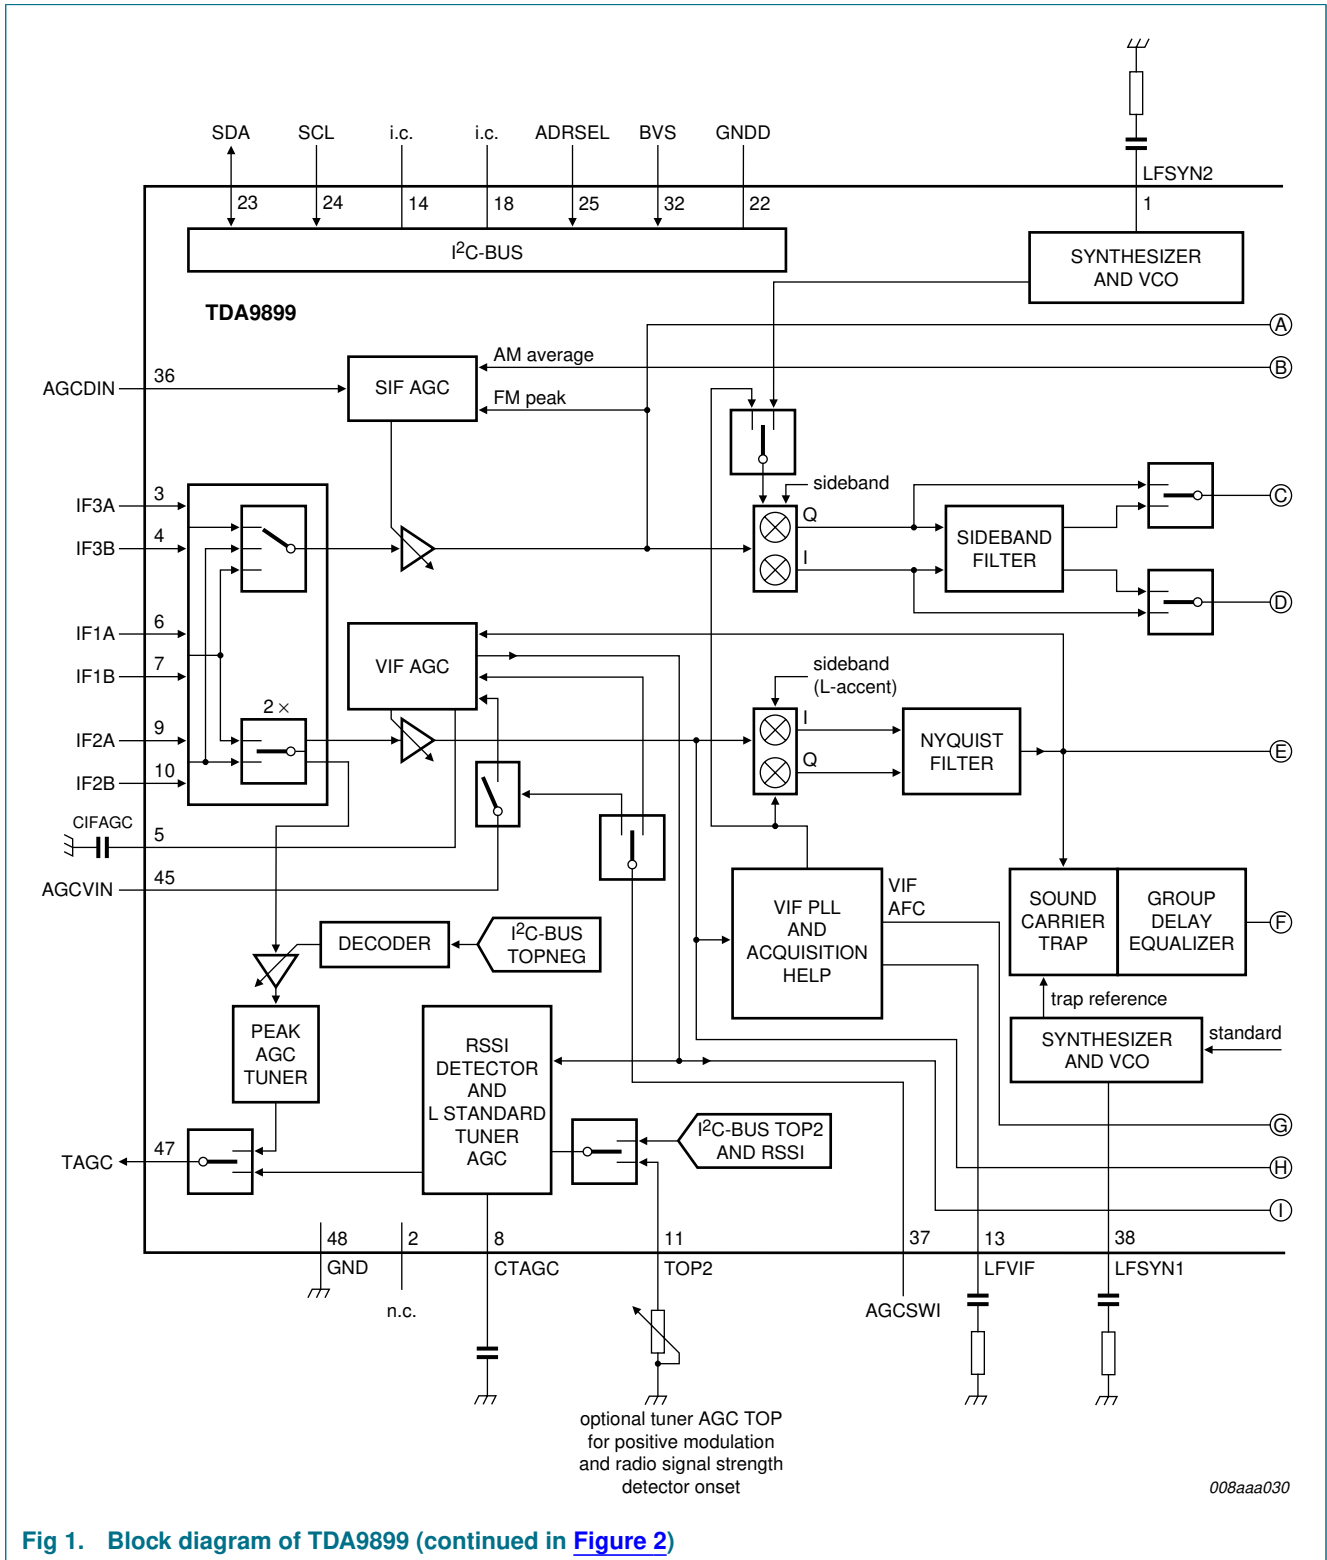 SDA SCL i.c. i.c. ADRSEL BVS GNDD
LFSYN2
23 24 14 18 25 32 22 1
I2C-BUS
SYNTHESIZER
AND VCO
TDA9899
A
AM average
B
AGCDIN 36
SIF AGC
FM peak
sideband
IF3A 3
Q
C
IF3B 4
SIDEBAND
FILTER
I
D
IF1A 6
VIF AGC
IF1B 7
sideband
(L-accent)
2 ×
I
IF2A 9
NYQUIST
FILTER
E
Q
IF2B 10
CIFAGC
5
AGCVIN 45
VIF PLL
AND
ACQUISITION
HELP
VIF
AFC
SOUND
CARRIER
TRAP
GROUP
DELAY
EQUALIZER
F
DECODER
I2C-BUS
TOPNEG
trap reference
PEAK
AGC
TUNER
RSSI
DETECTOR
AND
L STANDARD
TUNER
AGC
SYNTHESIZER
AND VCO
standard
I2C-BUS TOP2
AND RSSI
G
TAGC 47
H
I
48 2 8 11 37 13 38
GND CTAGC TOP2 LFVIF LFSYN1
n.c. AGCSWI
optional tuner AGC TOP
for positive modulation
and radio signal strength
detector onset
008aaa030
Fig 1. Block diagram of TDA9899 (continued in Figure 2)